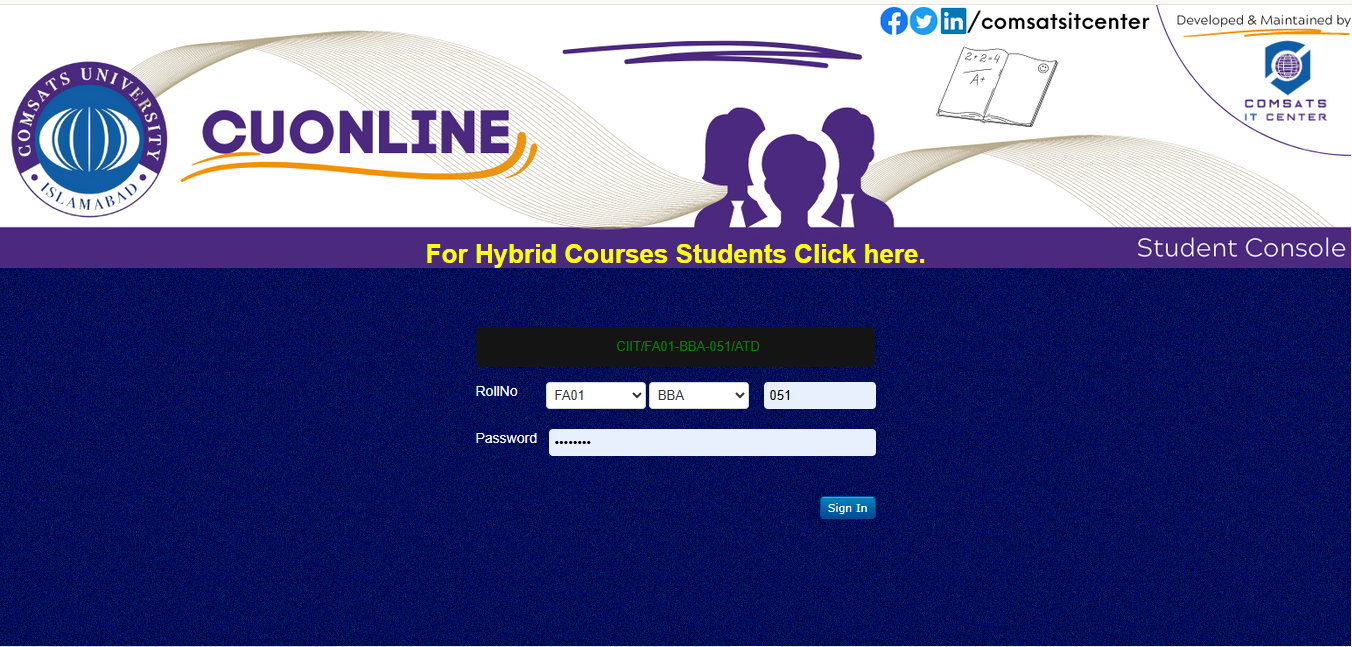 /comsatsitcenter
Developed & Maintained by
COMSATS UNIVERSITY
ISLAMABAD
CUONLINE
2+2=4
A+
COMSATS
IT CENTER
For Hybrid Courses Students Click here.
Student Console
CIIT/FA01-BBA-051/ATD
RollNo FA01 BBA 051
Password ••••••••
Sign In